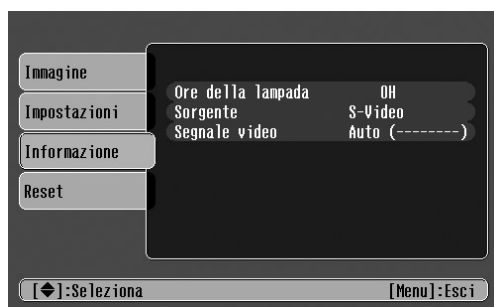 Immagine
Impostazioni
Informazione
Reset
Ore della lampada 0H
Sorgente S-Video
Segnale video Auto (--------)
[◆]:Seleziona [Menu]:Esci